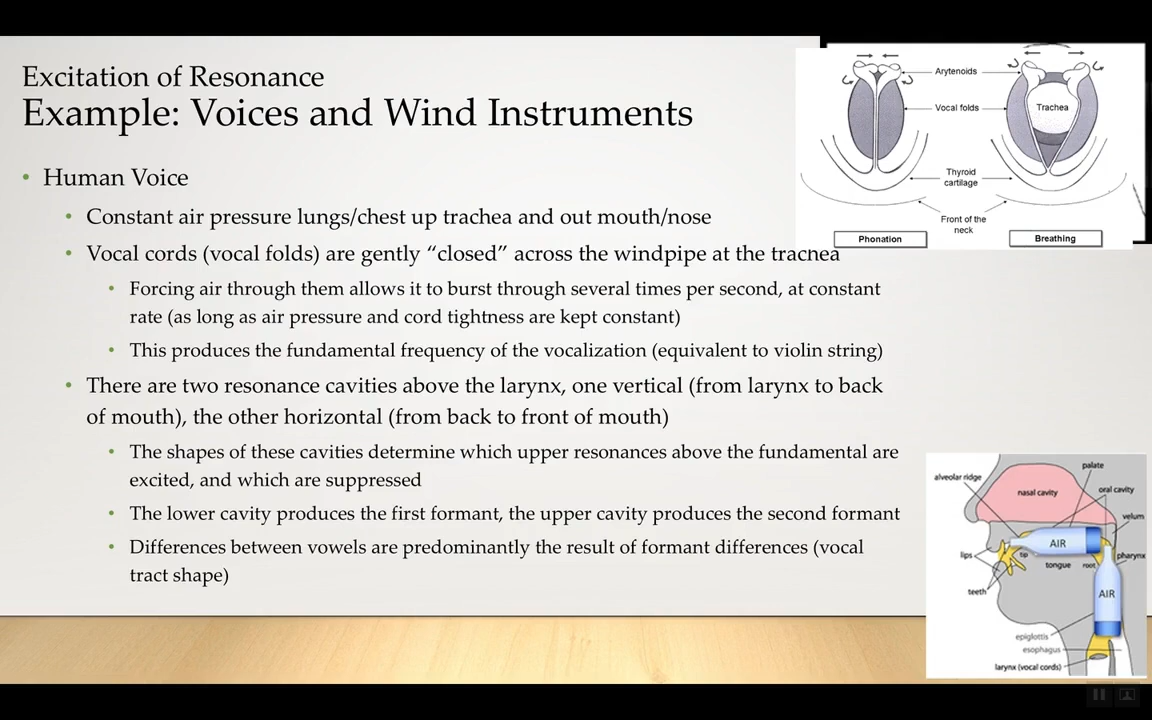 Excitation of Resonance
Example: Voices and Wind Instruments
• Human Voice
• Constant air pressure lungs/chest up trachea and out mouth/nose
• Vocal cords (vocal folds) are gently “closed” across the windpipe at the trachea
• Forcing air through them allows it to burst through several times per second, at constant
rate (as long as air pressure and cord tightness are kept constant)
• This produces the fundamental frequency of the vocalization (equivalent to violin string)
• There are two resonance cavities above the larynx, one vertical (from larynx to back
of mouth), the other horizontal (from back to front of mouth)
• The shapes of these cavities determine which upper resonances above the fundamental are
excited, and which are suppressed
• The lower cavity produces the first formant, the upper cavity produces the second formant
• Differences between vowels are predominantly the result of formant differences (vocal
tract shape)
Arytenoids
Vocal folds
Trachea
Thyroid
cartilage
Front of the
neck
Phonation
Breathing
palate
alveolar ridge
nasal cavity
oral cavity
velum
AIR
lips
tip
tongue
root
pharynx
teeth
AIR
epiglottis
esophagus
larynx (vocal cords)